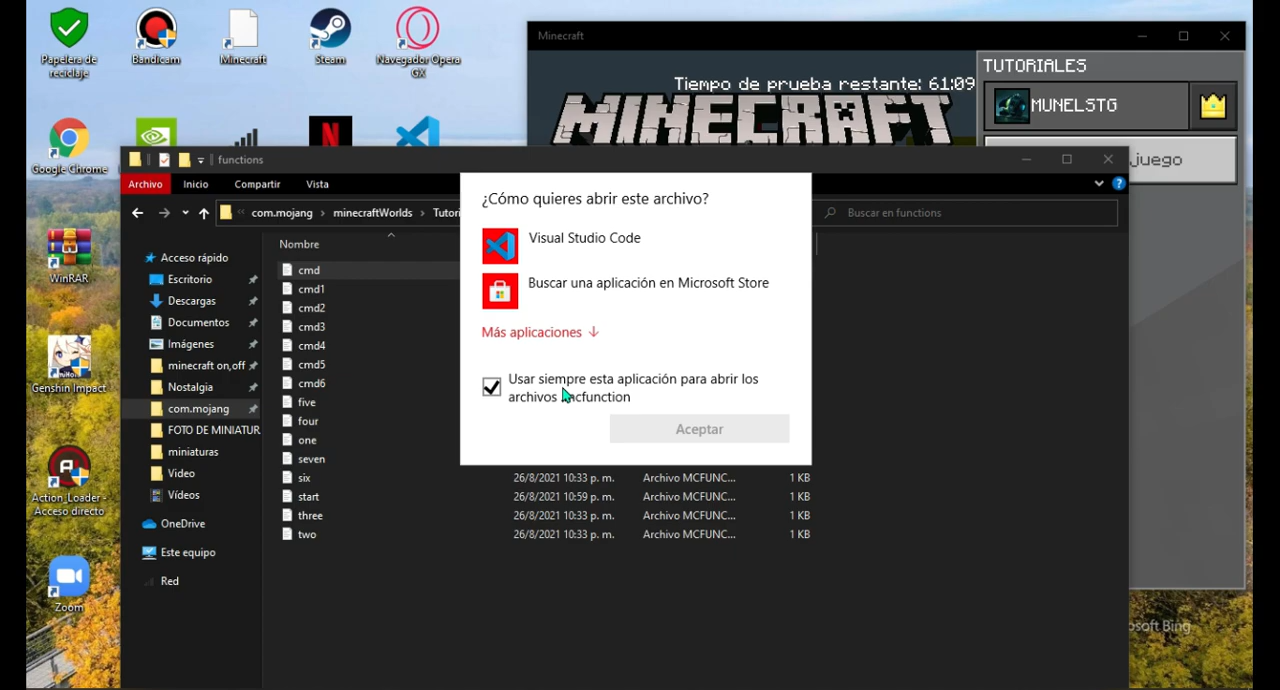 Papelera de
reciclaje
Bandicam
Minecraft
Steam
Navegador Opera
GX
Google Chrome
WinRAR
Genshin Impact
Action_Loader -
Acceso directo
Zoom
Minecraft
Tiempo de prueba restante: 61:09
MINECRAFT
TUTORIALES
MUNELSTG
juego
functions
Archivo
Inicio
Compartir
Vista
com.mojang
minecraftWorlds
Tutori
Buscar en functions
Acceso rápido
Escritorio
Descargas
Documentos
Imágenes
minecraft on,off
Nostalgia
com.mojang
FOTO DE MINIATUR
miniaturas
Video
Vídeos
OneDrive
Este equipo
Red
Nombre
cmd
cmd1
cmd2
cmd3
cmd4
cmd5
cmd6
five
four
one
seven
six 26/8/2021 10:33 p. m. Archivo MCFUNC... 1 KB
start 26/8/2021 10:59 p. m. Archivo MCFUNC... 1 KB
three 26/8/2021 10:33 p. m. Archivo MCFUNC... 1 KB
two 26/8/2021 10:33 p. m. Archivo MCFUNC... 1 KB
¿Cómo quieres abrir este archivo?
Visual Studio Code
Buscar una aplicación en Microsoft Store
Más aplicaciones
Usar siempre esta aplicación para abrir los
archivos .mcfunction
Aceptar
osoft Bing